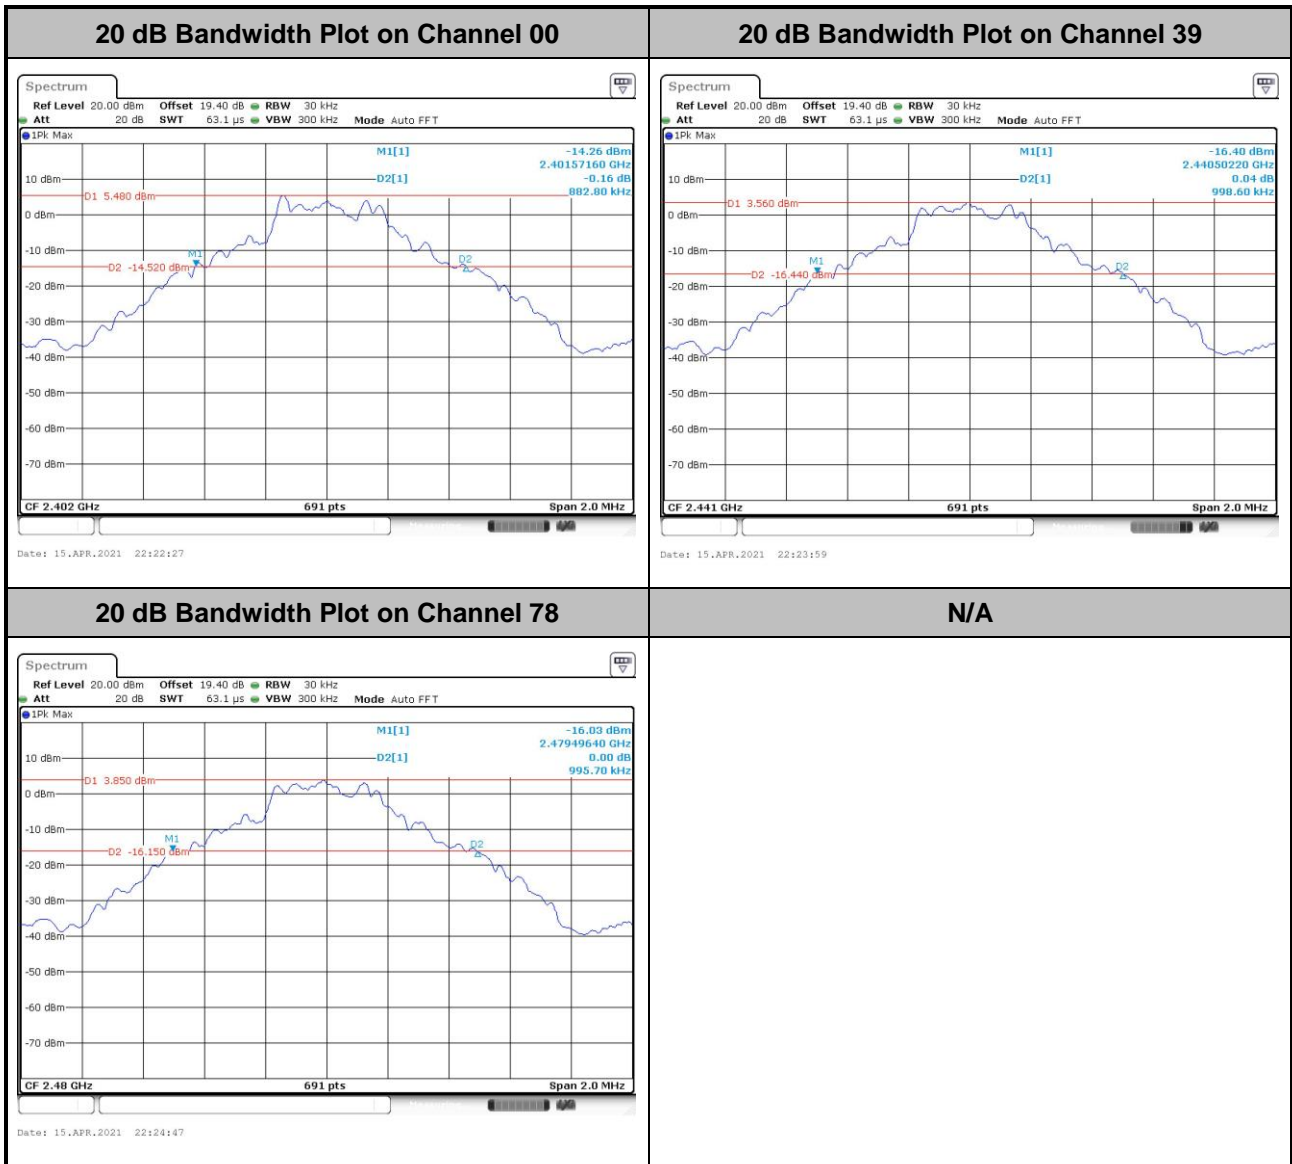 20 dB Bandwidth Plot on Channel 00
Spectrum
Ref Level 20.00 dBm Offset 19.40 dB RBW 30 kHz
Att 20 dB SWT 63.1 µs VBW 300 kHz Mode Auto FFT
1Pk Max
M1[1] -14.26 dBm
2.40157160 GHz
D2[1] -0.16 dB
882.80 kHz
10 dBm
D1 5.480 dBm
0 dBm
-10 dBm
M1
D2
D2 -14.520 dBm
-20 dBm
-30 dBm
-40 dBm
-50 dBm
-60 dBm
-70 dBm
CF 2.402 GHz 691 pts Span 2.0 MHz
Date: 15.APR.2021 22:22:27
20 dB Bandwidth Plot on Channel 39
Spectrum
Ref Level 20.00 dBm Offset 19.40 dB RBW 30 kHz
Att 20 dB SWT 63.1 µs VBW 300 kHz Mode Auto FFT
1Pk Max
M1[1] -16.40 dBm
2.44050220 GHz
D2[1] 0.04 dB
998.60 kHz
10 dBm
D1 3.560 dBm
0 dBm
-10 dBm
M1
D2
D2 -16.440 dBm
-20 dBm
-30 dBm
-40 dBm
-50 dBm
-60 dBm
-70 dBm
CF 2.441 GHz 691 pts Span 2.0 MHz
Date: 15.APR.2021 22:23:59
20 dB Bandwidth Plot on Channel 78
Spectrum
Ref Level 20.00 dBm Offset 19.40 dB RBW 30 kHz
Att 20 dB SWT 63.1 µs VBW 300 kHz Mode Auto FFT
1Pk Max
M1[1] -16.03 dBm
2.47949640 GHz
D2[1] 0.00 dB
995.70 kHz
10 dBm
D1 3.850 dBm
0 dBm
-10 dBm
M1
D2
D2 -16.150 dBm
-20 dBm
-30 dBm
-40 dBm
-50 dBm
-60 dBm
-70 dBm
CF 2.48 GHz 691 pts Span 2.0 MHz
Date: 15.APR.2021 22:24:47
N/A